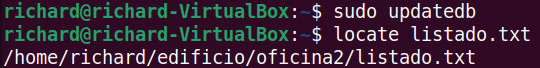 richard@richard-VirtualBox:~$ sudo updatedb
richard@richard-VirtualBox:~$ locate listado.txt
/home/richard/edificio/oficina2/listado.txt